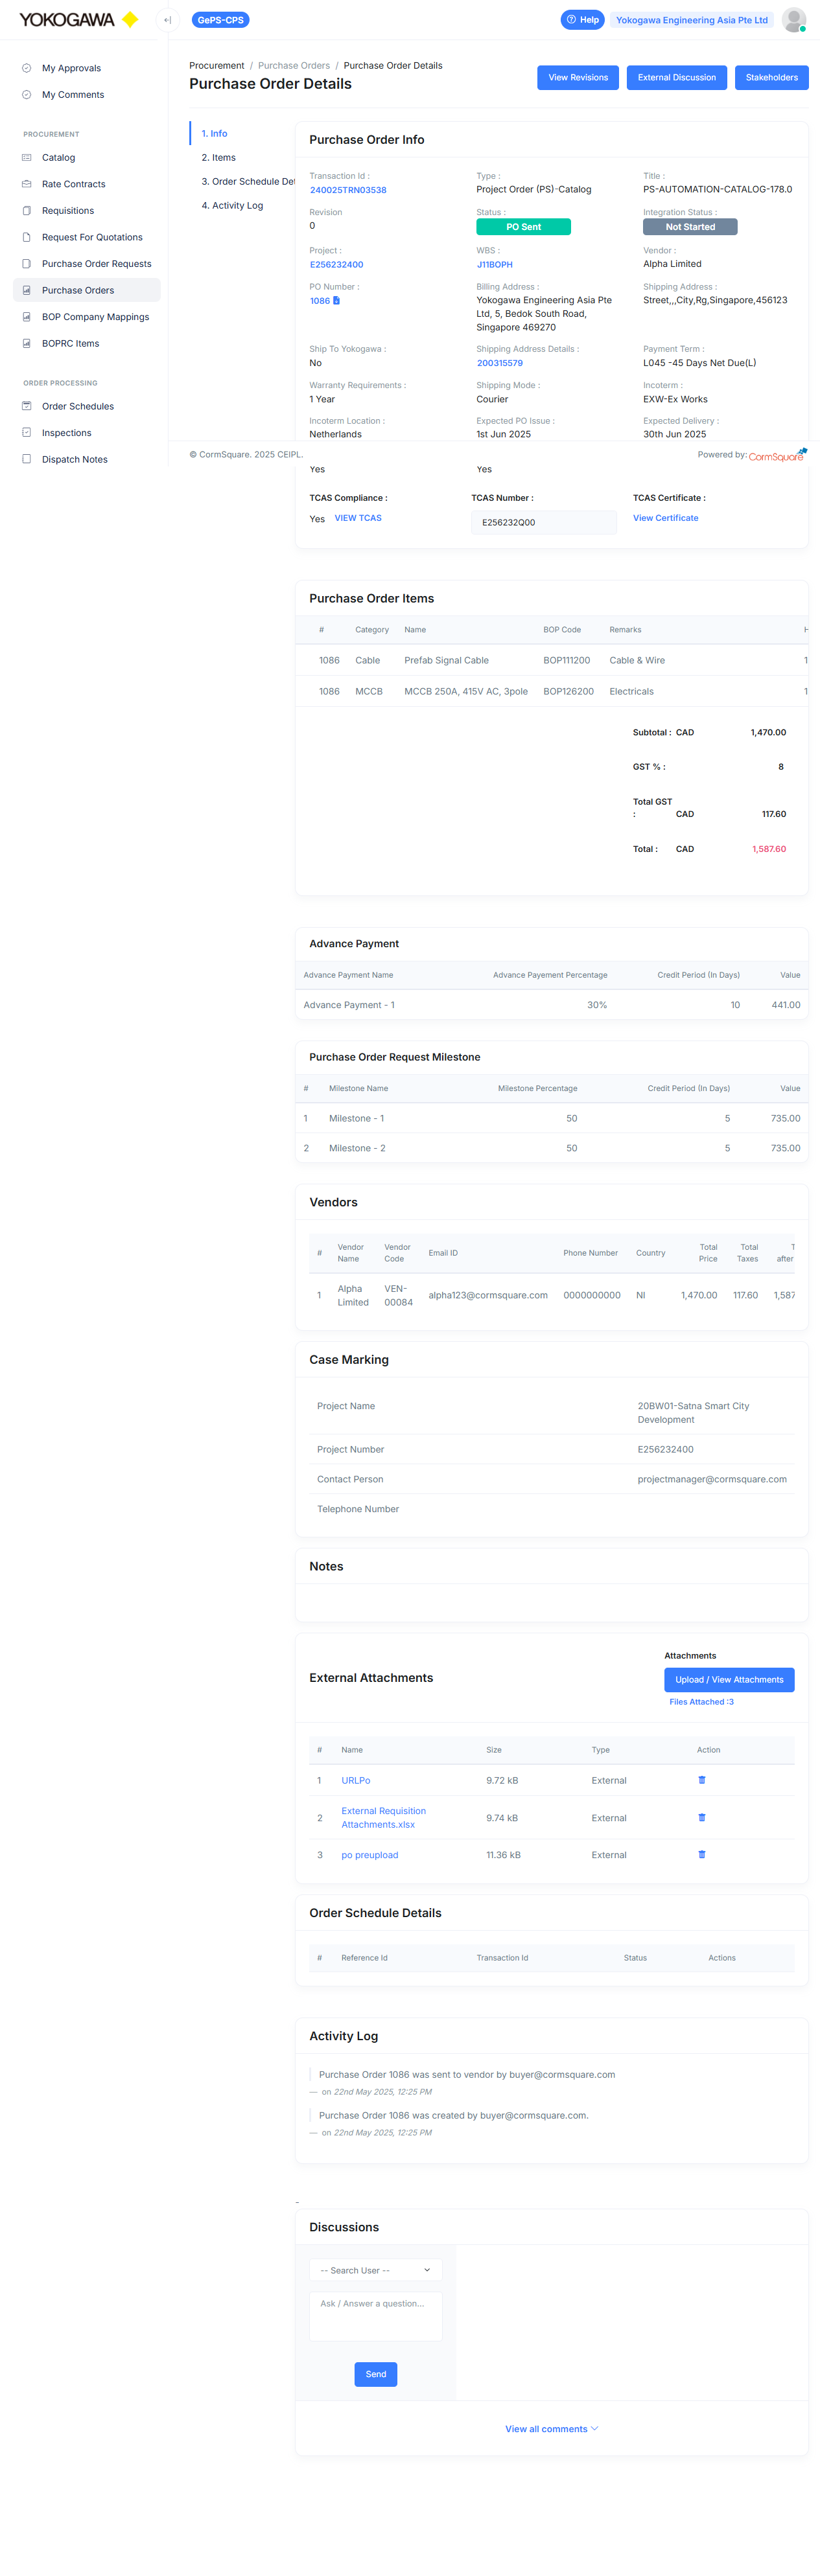 YOKOGAWA
GePS-CPS
Help
Yokogawa Engineering Asia Pte Ltd
My Approvals
My Comments
PROCUREMENT
Catalog
Rate Contracts
Requisitions
Request For Quotations
Purchase Order Requests
Purchase Orders
BOP Company Mappings
BOPRC Items
ORDER PROCESSING
Order Schedules
Inspections
Dispatch Notes
Procurement / Purchase Orders / Purchase Order Details
Purchase Order Details
View Revisions
External Discussion
Stakeholders
1. Info
2. Items
3. Order Schedule Det
4. Activity Log
Purchase Order Info
Transaction Id : Type : Title :
240025TRN03538 Project Order (PS)-Catalog PS-AUTOMATION-CATALOG-178.0
Revision Status : Integration Status :
0 PO Sent Not Started
Project : WBS : Vendor :
E256232400 J11BOPH Alpha Limited
PO Number : Billing Address : Shipping Address :
1086 Yokogawa Engineering Asia Pte Street,,,City,Rg,Singapore,456123
Ltd, 5, Bedok South Road,
Singapore 469270
Ship To Yokogawa : Shipping Address Details : Payment Term :
No 200315579 L045 -45 Days Net Due(L)
Warranty Requirements : Shipping Mode : Incoterm :
1 Year Courier EXW-Ex Works
Incoterm Location : Expected PO Issue : Expected Delivery :
Netherlands 1st Jun 2025 30th Jun 2025
© CormSquare. 2025 CEIPL. Powered by: CormSquare
Yes Yes
TCAS Compliance : TCAS Number : TCAS Certificate :
Yes VIEW TCAS E256232Q00 View Certificate
Purchase Order Items
# Category Name BOP Code Remarks H
1086 Cable Prefab Signal Cable BOP111200 Cable & Wire 1
1086 MCCB MCCB 250A, 415V AC, 3pole BOP126200 Electricals 1
Subtotal : CAD 1,470.00
GST % : 8
Total GST
: CAD 117.60
Total : CAD 1,587.60
Advance Payment
Advance Payment Name Advance Payement Percentage Credit Period (In Days) Value
Advance Payment - 1 30% 10 441.00
Purchase Order Request Milestone
# Milestone Name Milestone Percentage Credit Period (In Days) Value
1 Milestone - 1 50 5 735.00
2 Milestone - 2 50 5 735.00
Vendors
# Vendor Name Vendor Code Email ID Phone Number Country Total Price Total Taxes T after
1 Alpha Limited VEN-00084 alpha123@cormsquare.com 0000000000 Nl 1,470.00 117.60 1,587
Case Marking
Project Name 20BW01-Satna Smart City
Development
Project Number E256232400
Contact Person projectmanager@cormsquare.com
Telephone Number
Notes
External Attachments
Attachments
Upload / View Attachments
Files Attached :3
# Name Size Type Action
1 URLPo 9.72 kB External
2 External Requisition Attachments.xlsx 9.74 kB External
3 po preupload 11.36 kB External
Order Schedule Details
# Reference Id Transaction Id Status Actions
Activity Log
Purchase Order 1086 was sent to vendor by buyer@cormsquare.com
— on 22nd May 2025, 12:25 PM
Purchase Order 1086 was created by buyer@cormsquare.com.
— on 22nd May 2025, 12:25 PM
-
Discussions
-- Search User --
Ask / Answer a question...
Send
View all comments